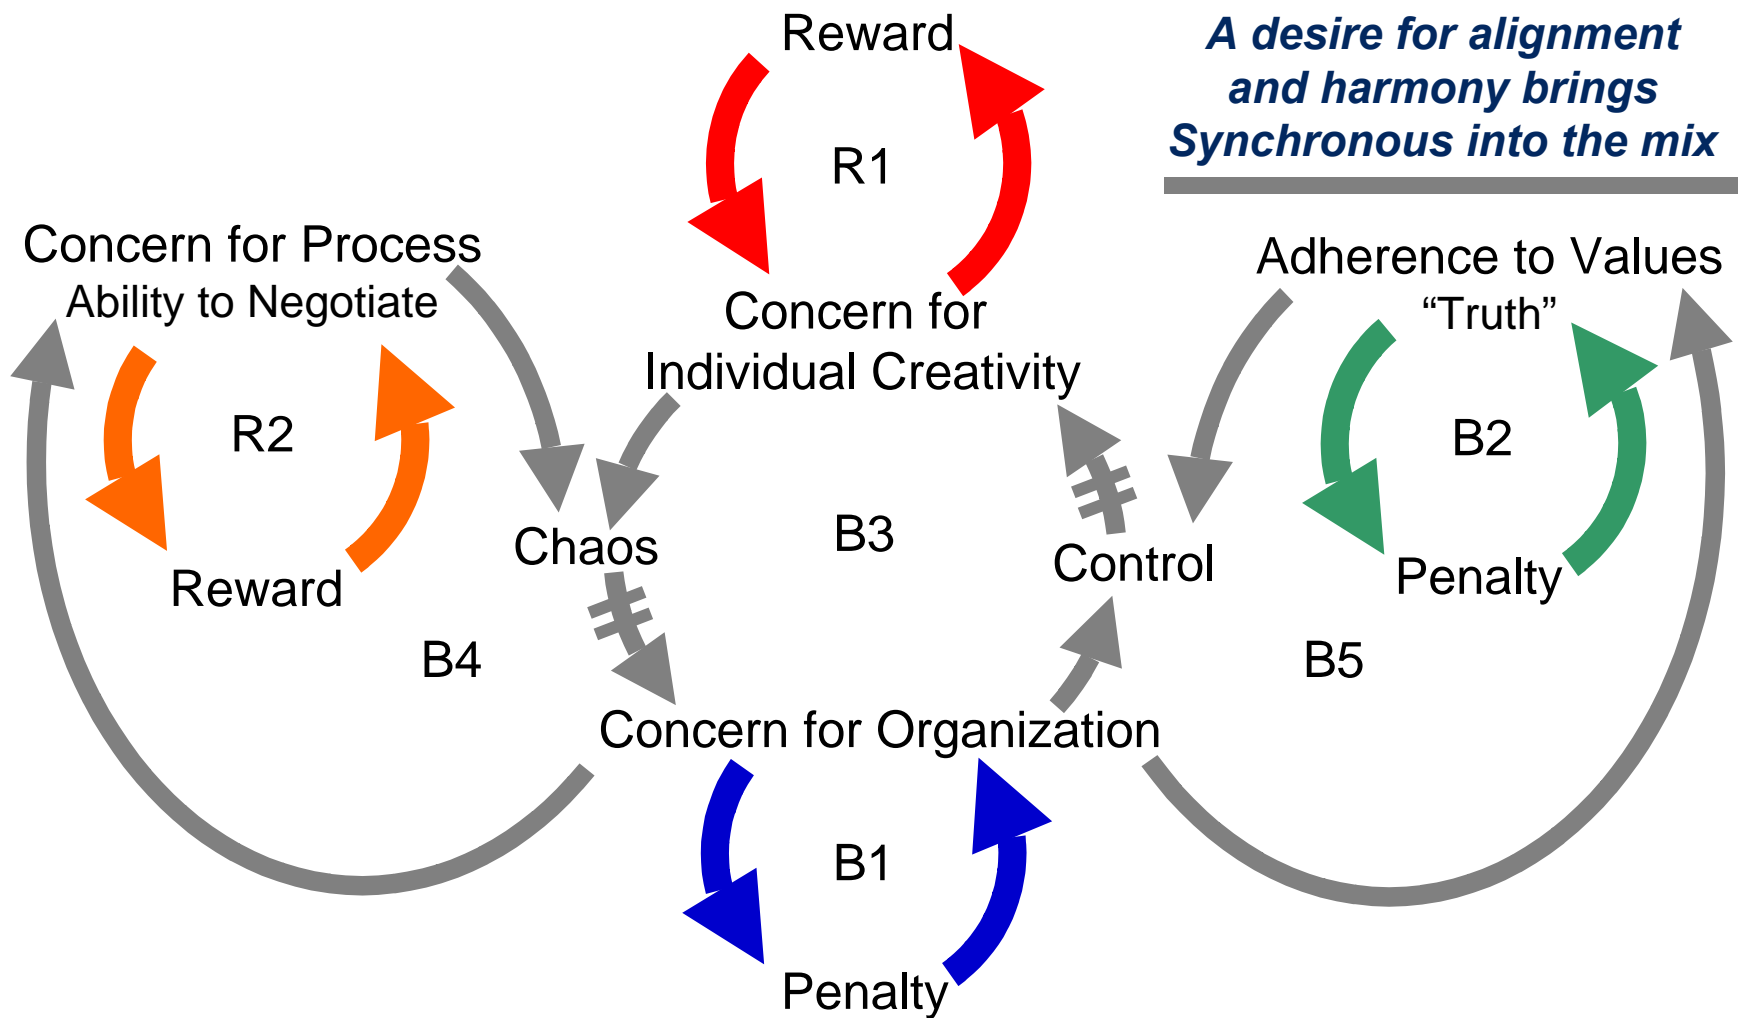 Reward
A desire for alignment
and harmony brings
Synchronous into the mix
R1
Concern for Process
Ability to Negotiate
Adherence to Values
“Truth”
Concern for
Individual Creativity
R2
B2
Chaos
B3
Control
Reward
Penalty
B4
B5
Concern for Organization
B1
Penalty